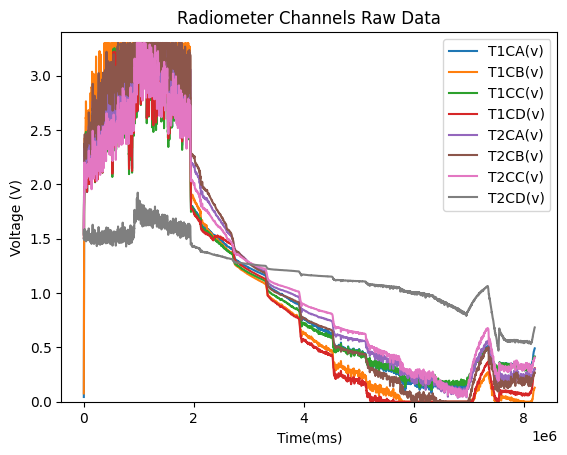 Radiometer Channels Raw Data
T1CA(v)
T1CB(v)
T1CC(v)
T1CD(v)
T2CA(v)
T2CB(v)
T2CC(v)
T2CD(v)
Voltage (V)
3.0
2.5
2.0
1.5
1.0
0.5
0.0
0
2
4
6
8
1e6
Time(ms)